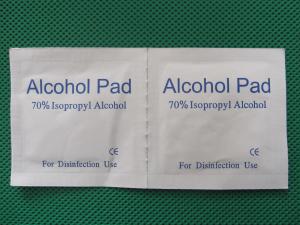 Alcohol Pad
70% Isopropyl Alcohol
CE
For Disinfection Use
Alcohol Pad
70% Isopropyl Alcohol
CE
For Disinfection Use